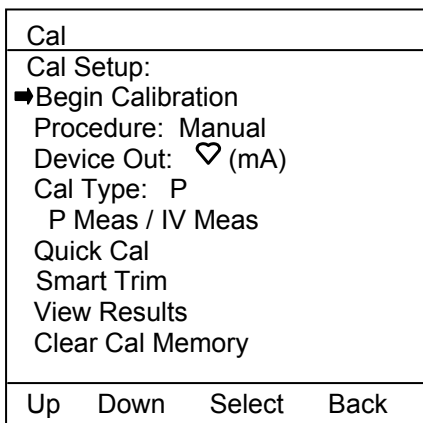 Cal
Cal Setup:
➡Begin Calibration
Procedure: Manual
Device Out: ♡ (mA)
Cal Type: P
P Meas / IV Meas
Quick Cal
Smart Trim
View Results
Clear Cal Memory
Up Down Select Back